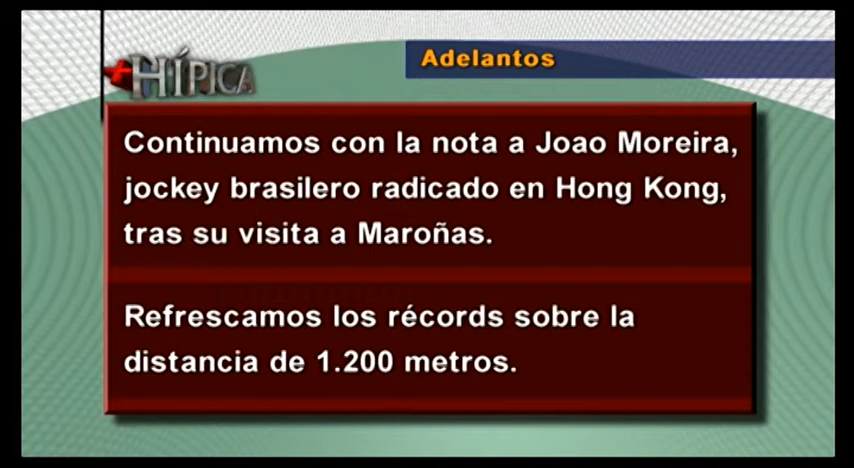 +HÍPICA
Adelantos
Continuamos con la nota a Joao Moreira,
jockey brasilero radicado en Hong Kong,
tras su visita a Maroñas.
Refrescamos los récords sobre la
distancia de 1.200 metros.